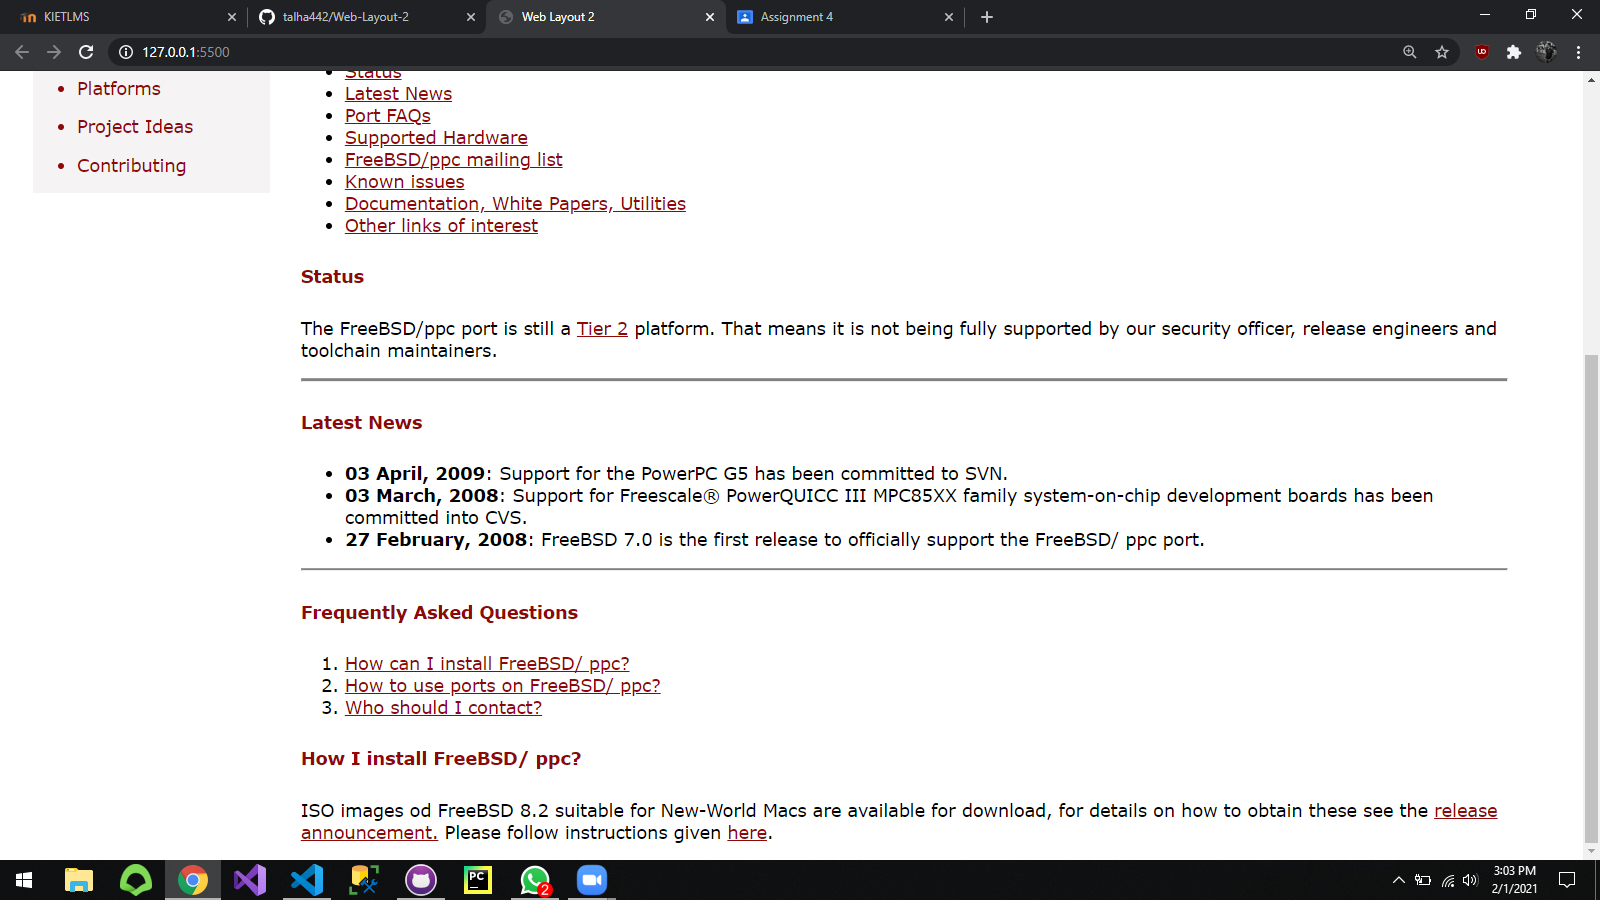 KIETLMS
talha442/Web-Layout-2
Web Layout 2
Assignment 4
127.0.0.1:5500
Platforms
Project Ideas
Contributing
Status
Latest News
Port FAQs
Supported Hardware
FreeBSD/ppc mailing list
Known issues
Documentation, White Papers, Utilities
Other links of interest
Status
The FreeBSD/ppc port is still a Tier 2 platform. That means it is not being fully supported by our security officer, release engineers and
toolchain maintainers.
Latest News
03 April, 2009: Support for the PowerPC G5 has been committed to SVN.
03 March, 2008: Support for Freescale® PowerQUICC III MPC85XX family system-on-chip development boards has been
committed into CVS.
27 February, 2008: FreeBSD 7.0 is the first release to officially support the FreeBSD/ ppc port.
Frequently Asked Questions
1. How can I install FreeBSD/ ppc?
2. How to use ports on FreeBSD/ ppc?
3. Who should I contact?
How I install FreeBSD/ ppc?
ISO images od FreeBSD 8.2 suitable for New-World Macs are available for download, for details on how to obtain these see the release
announcement. Please follow instructions given here.
PC
2
3:03 PM
2/1/2021